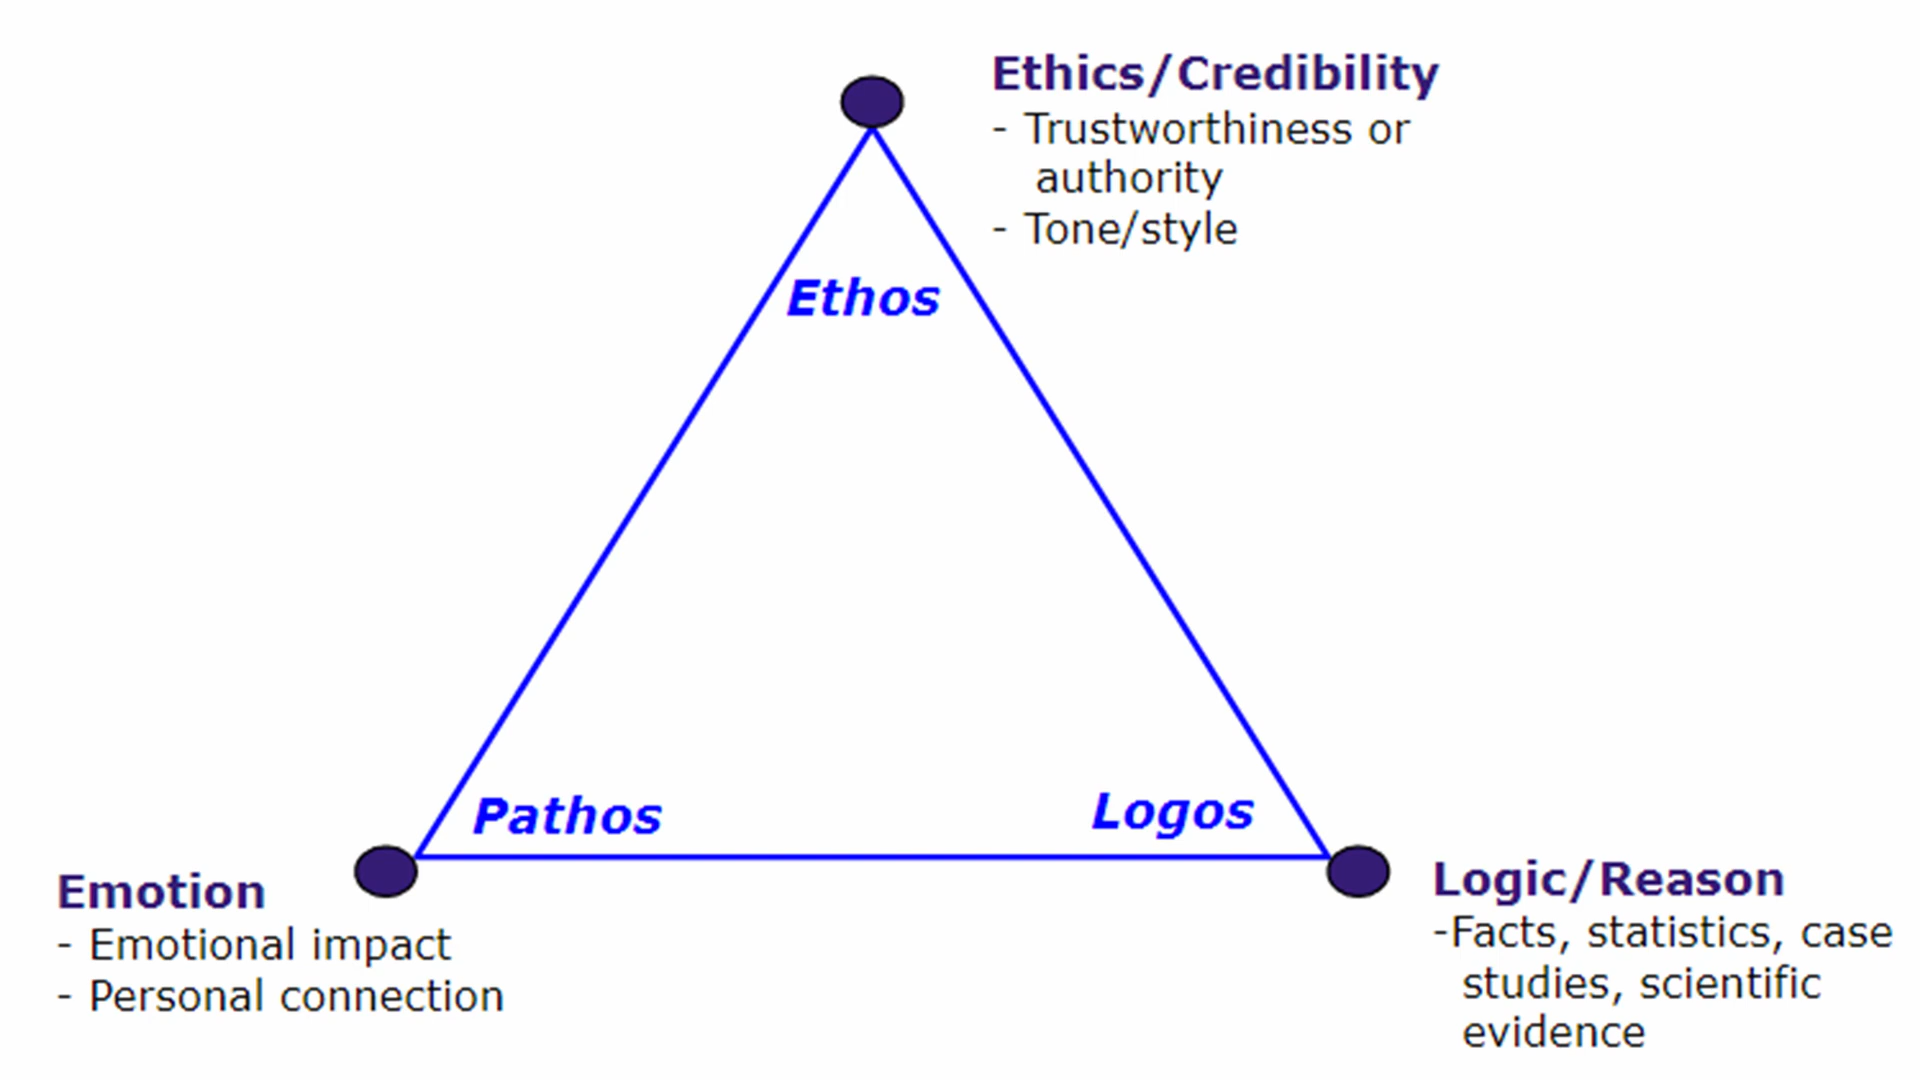 Ethics/Credibility
- Trustworthiness or
authority
- Tone/style
Ethos
Pathos
Logos
Emotion
- Emotional impact
- Personal connection
Logic/Reason
-Facts, statistics, case
studies, scientific
evidence